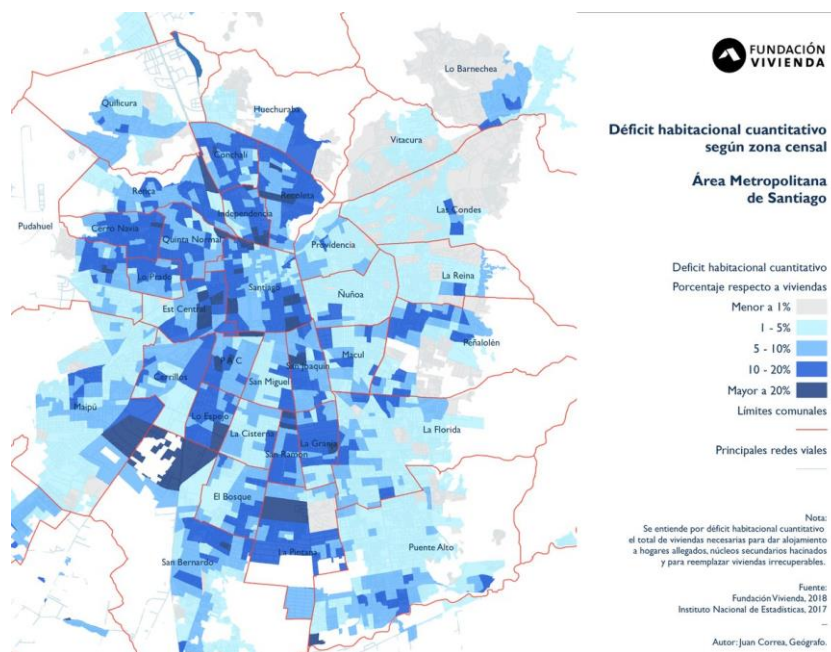 Lo Barnechea
Quilicura
Huechuraba
Vitacura
Conchalí
Renca
Recoleta
Independencia
Las Condes
Pudahuel
Cerro Navia
Quinta Normal
Providencia
Lo Prado
La Reina
Santiago
Ñuñoa
Est Central
Peñalolén
P A C
San Joaquín
Macul
Cerrillos
San Miguel
Maipú
Lo Espejo
La Cisterna
La Granja
La Florida
San Ramón
El Bosque
Puente Alto
San Bernardo
La Pintana
FUNDACIÓN
VIVIENDA
Déficit habitacional cuantitativo
según zona censal
Área Metropolitana
de Santiago
Deficit habitacional cuantitativo
Porcentaje respecto a viviendas
Menor a 1%
1 - 5%
5 - 10%
10 - 20%
Mayor a 20%
Límites comunales
Principales redes viales
Nota:
Se entiende por déficit habitacional cuantitativo
el total de viviendas necesarias para dar alojamiento
a hogares allegados, núcleos secundarios hacinados
y para reemplazar viviendas irrecuperables.
Fuente:
Fundación Vivienda, 2018
Instituto Nacional de Estadísticas, 2017
Autor: Juan Correa, Geógrafo.